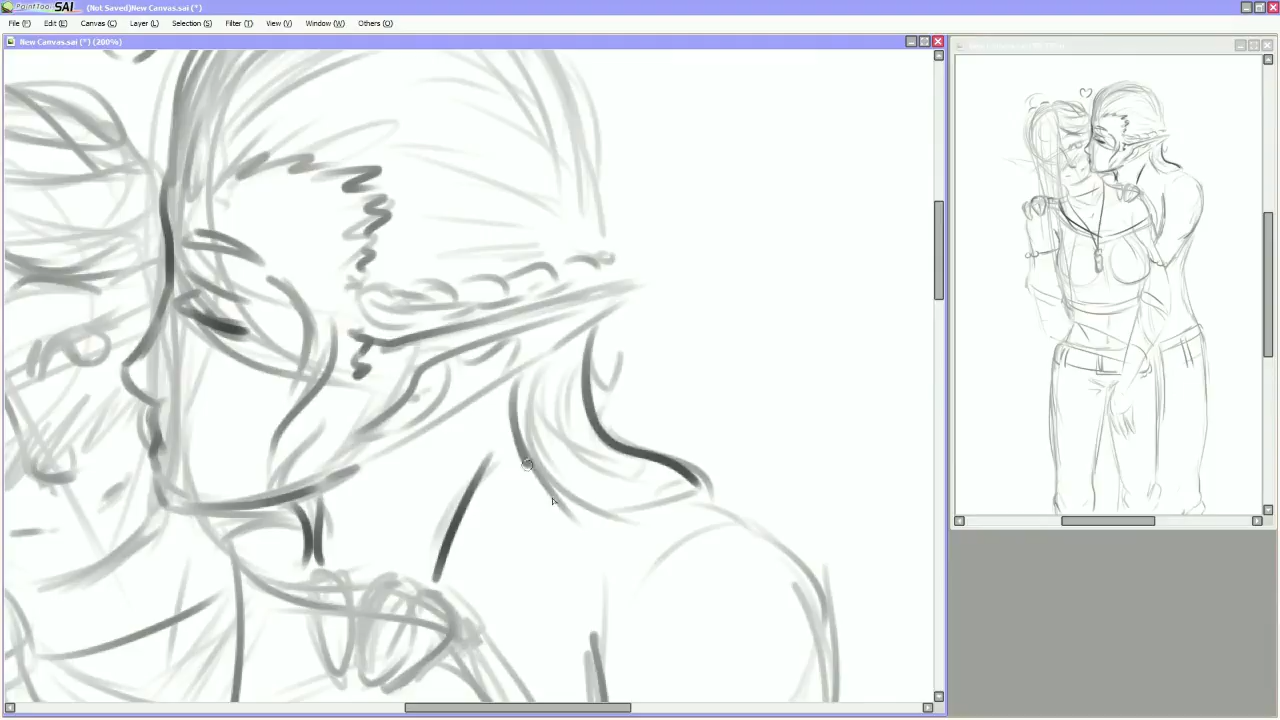 PaintTool SAI (Not Saved)New Canvas.sai (*)
File (F) Edit (E) Canvas (C) Layer (L) Selection (S) Filter (T) View (V) Window (W) Others (O)
New Canvas.sai (*) (200%)